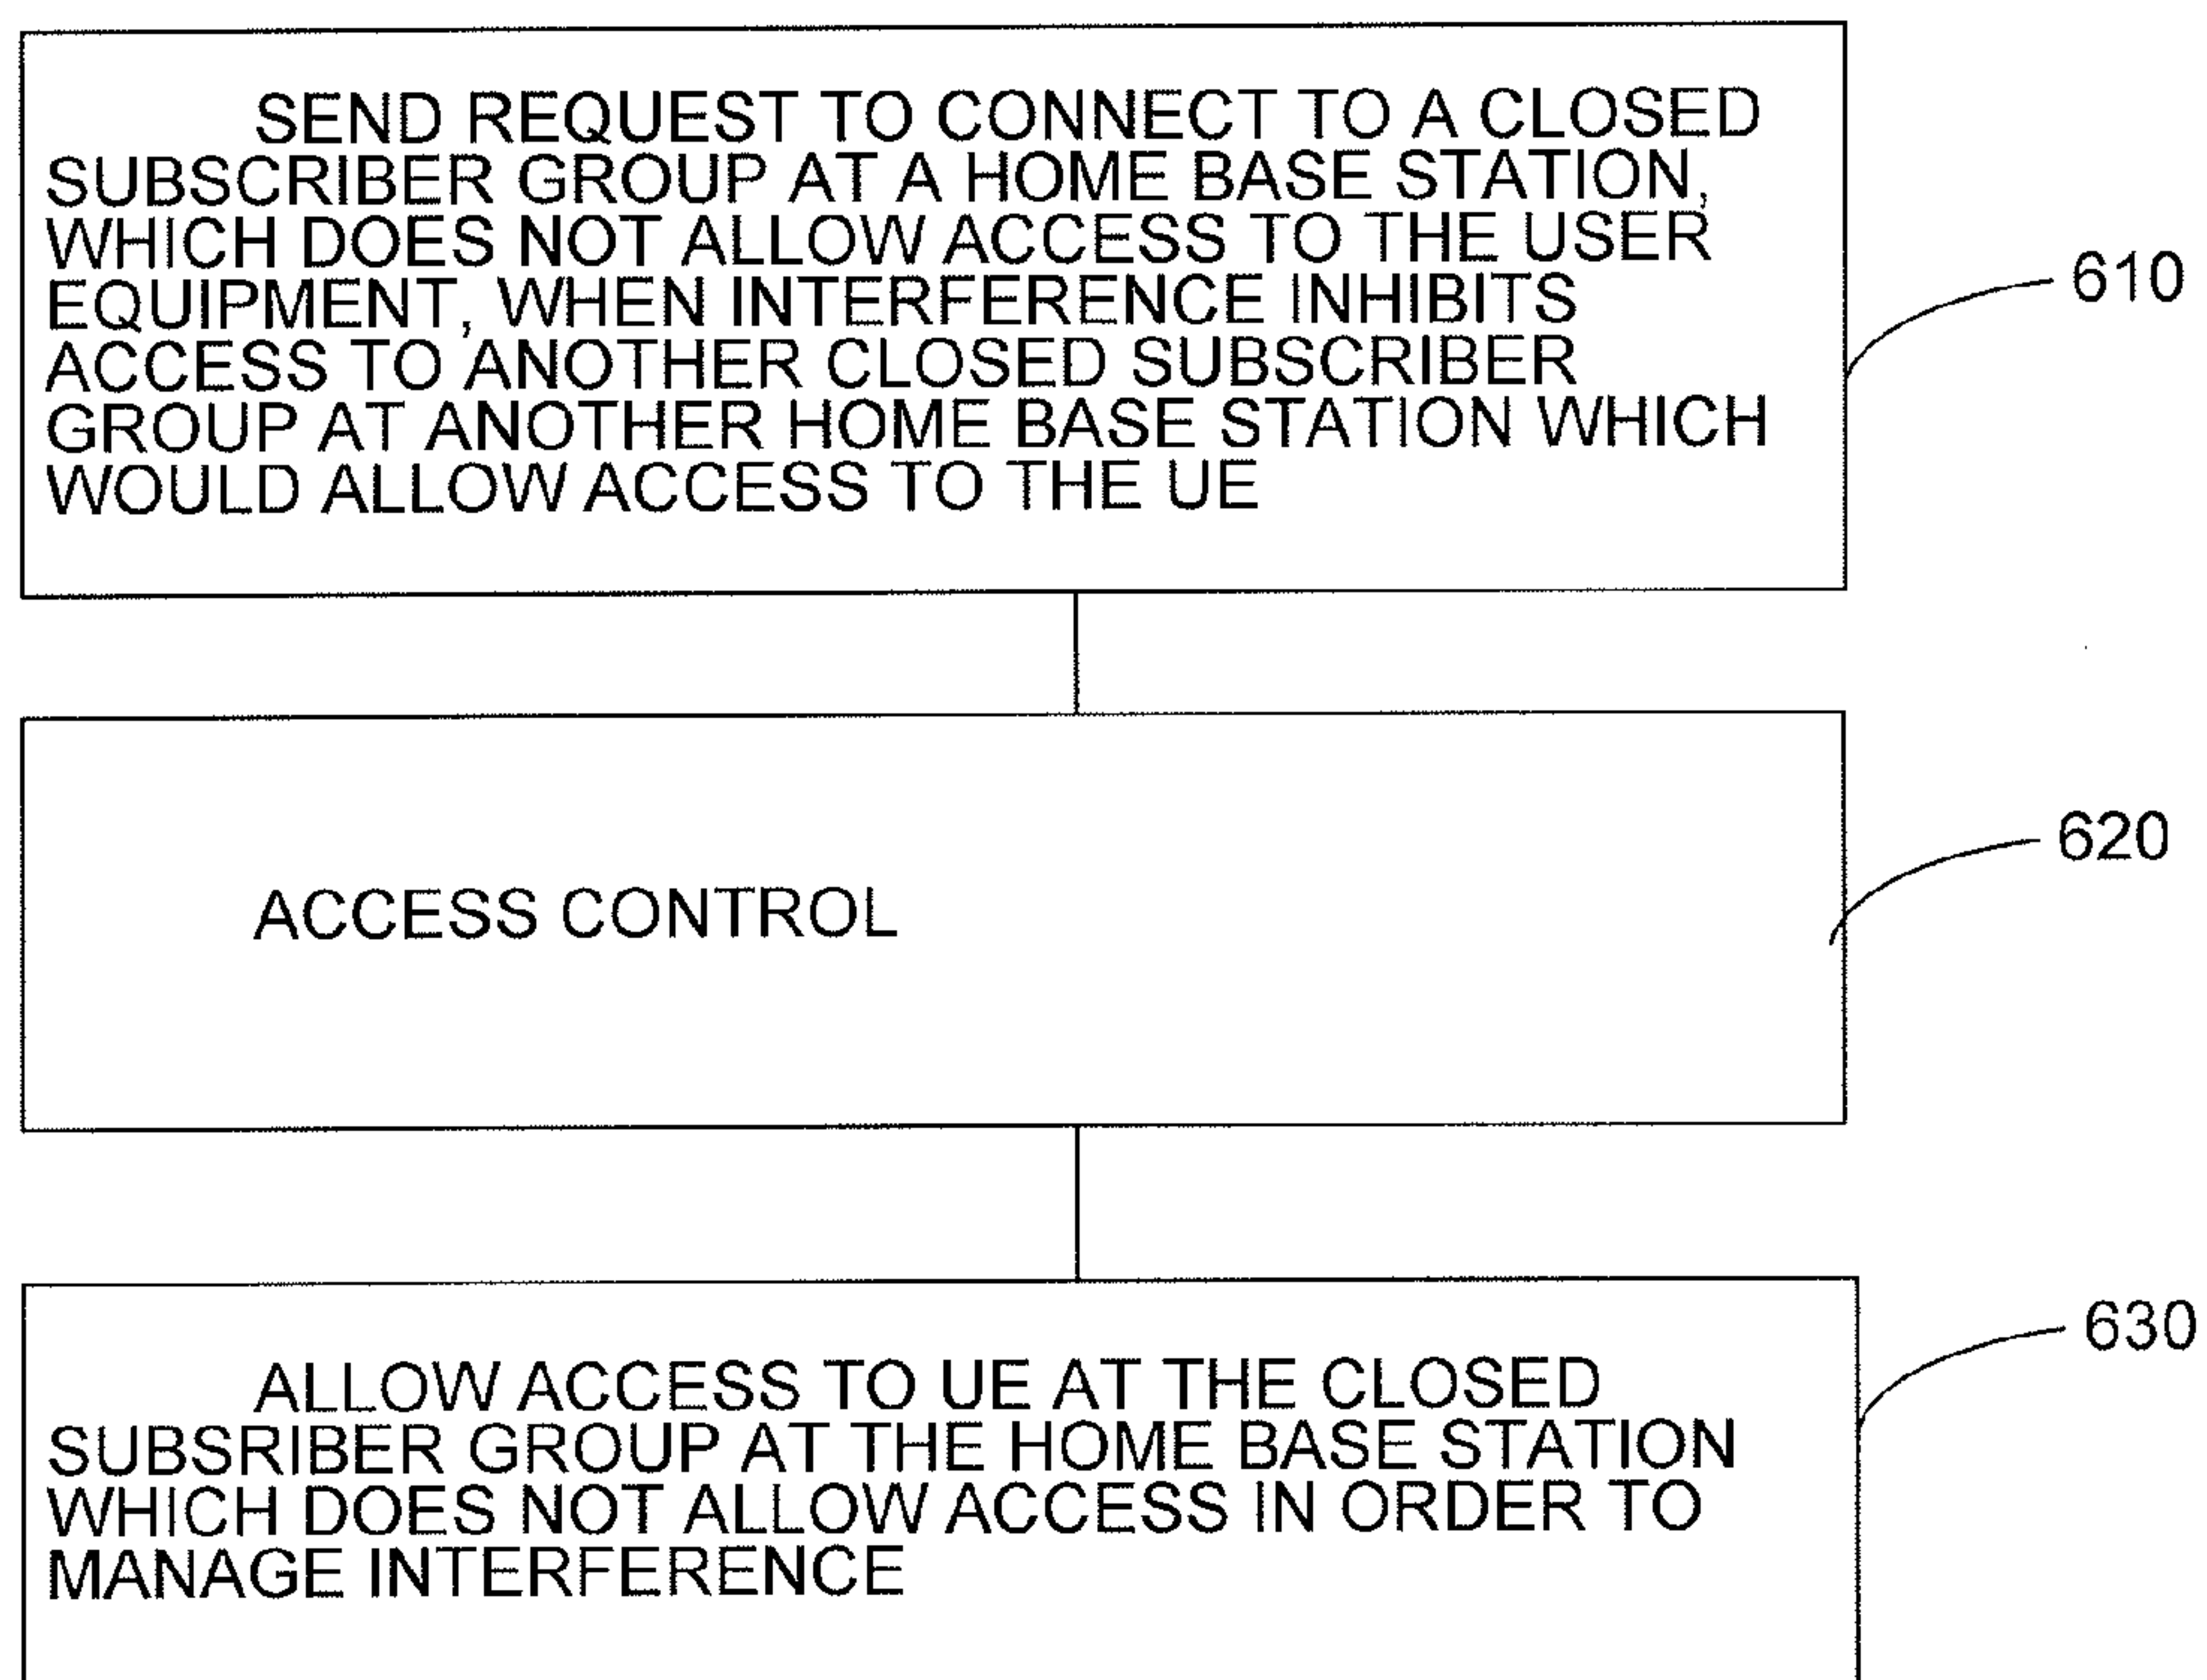 SEND REQUEST TO CONNECT TO A CLOSED
SUBSCRIBER GROUP AT A HOME BASE STATION,
WHICH DOES NOT ALLOW ACCESS TO THE USER
EQUIPMENT, WHEN INTERFERENCE INHIBITS
ACCESS TO ANOTHER CLOSED SUBSCRIBER
GROUP AT ANOTHER HOME BASE STATION WHICH
WOULD ALLOW ACCESS TO THE UE
610
ACCESS CONTROL
620
ALLOW ACCESS TO UE AT THE CLOSED
SUBSRIBER GROUP AT THE HOME BASE STATION
WHICH DOES NOT ALLOW ACCESS IN ORDER TO
MANAGE INTERFERENCE
630